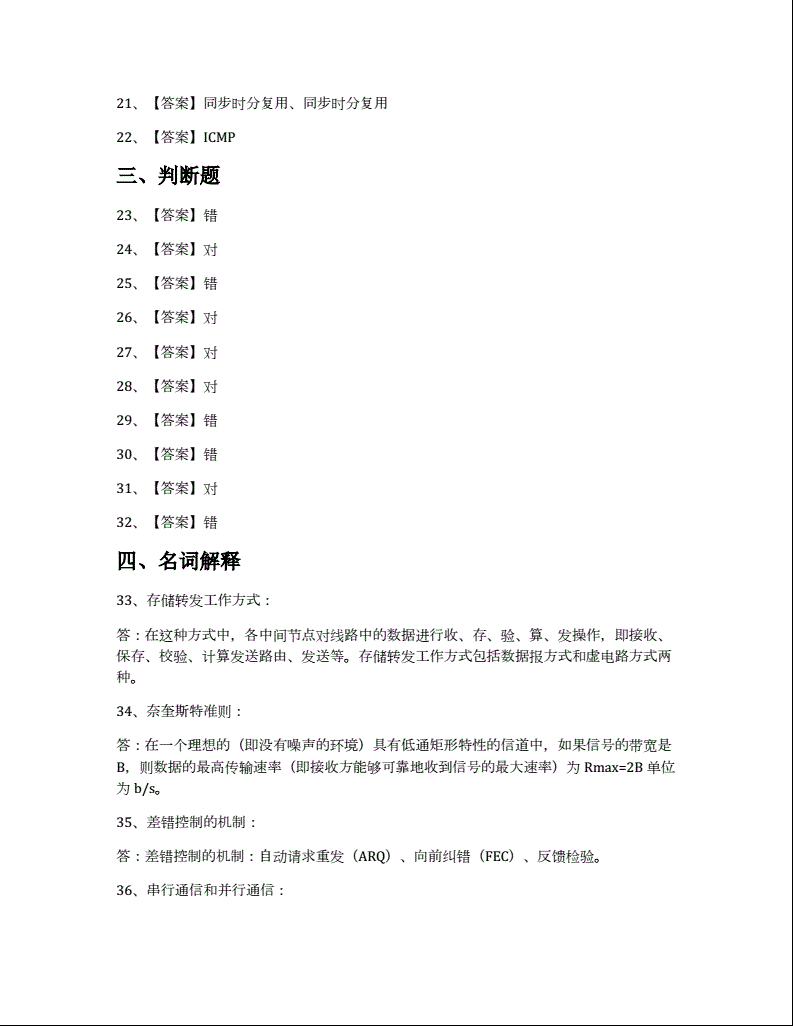 21、【答案】同步时分复用、同步时分复用
22、【答案】ICMP
三、判断题
23、【答案】错
24、【答案】对
25、【答案】错
26、【答案】对
27、【答案】对
28、【答案】对
29、【答案】错
30、【答案】错
31、【答案】对
32、【答案】错
四、名词解释
33、存储转发工作方式：
答：在这种方式中，各中间节点对线路中的数据进行收、存、验、算、发操作，即接收、
保存、校验、计算发送路由、发送等。存储转发工作方式包括数据报方式和虚电路方式两
种。
34、奈奎斯特准则：
答：在一个理想的（即没有噪声的环境）具有低通矩形特性的信道中，如果信号的带宽是
B，则数据的最高传输速率（即接收方能够可靠地收到信号的最大速率）为 Rmax=2B 单位
为 b/s。
35、差错控制的机制：
答：差错控制的机制：自动请求重发（ARQ）、向前纠错（FEC）、反馈检验。
36、串行通信和并行通信：